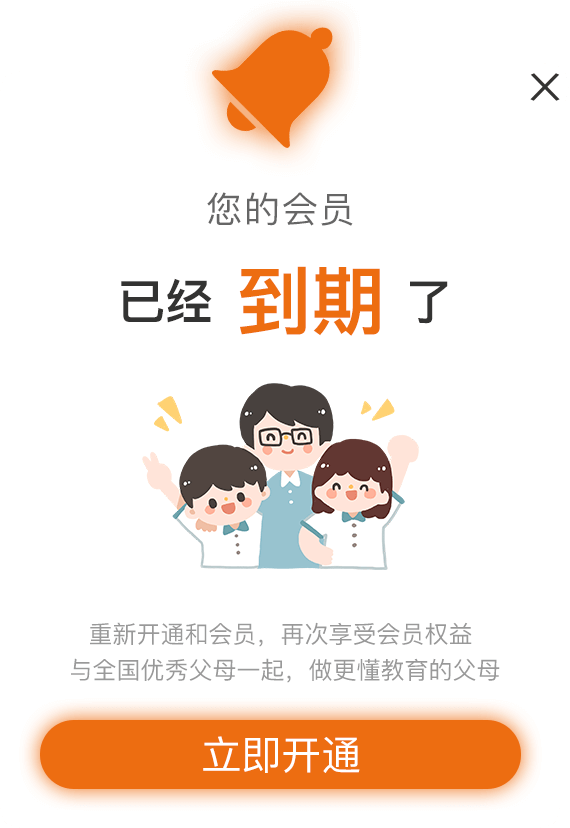 您的会员
已经 到期 了
重新开通和会员，再次享受会员权益
与全国优秀父母一起，做更懂教育的父母
立即开通